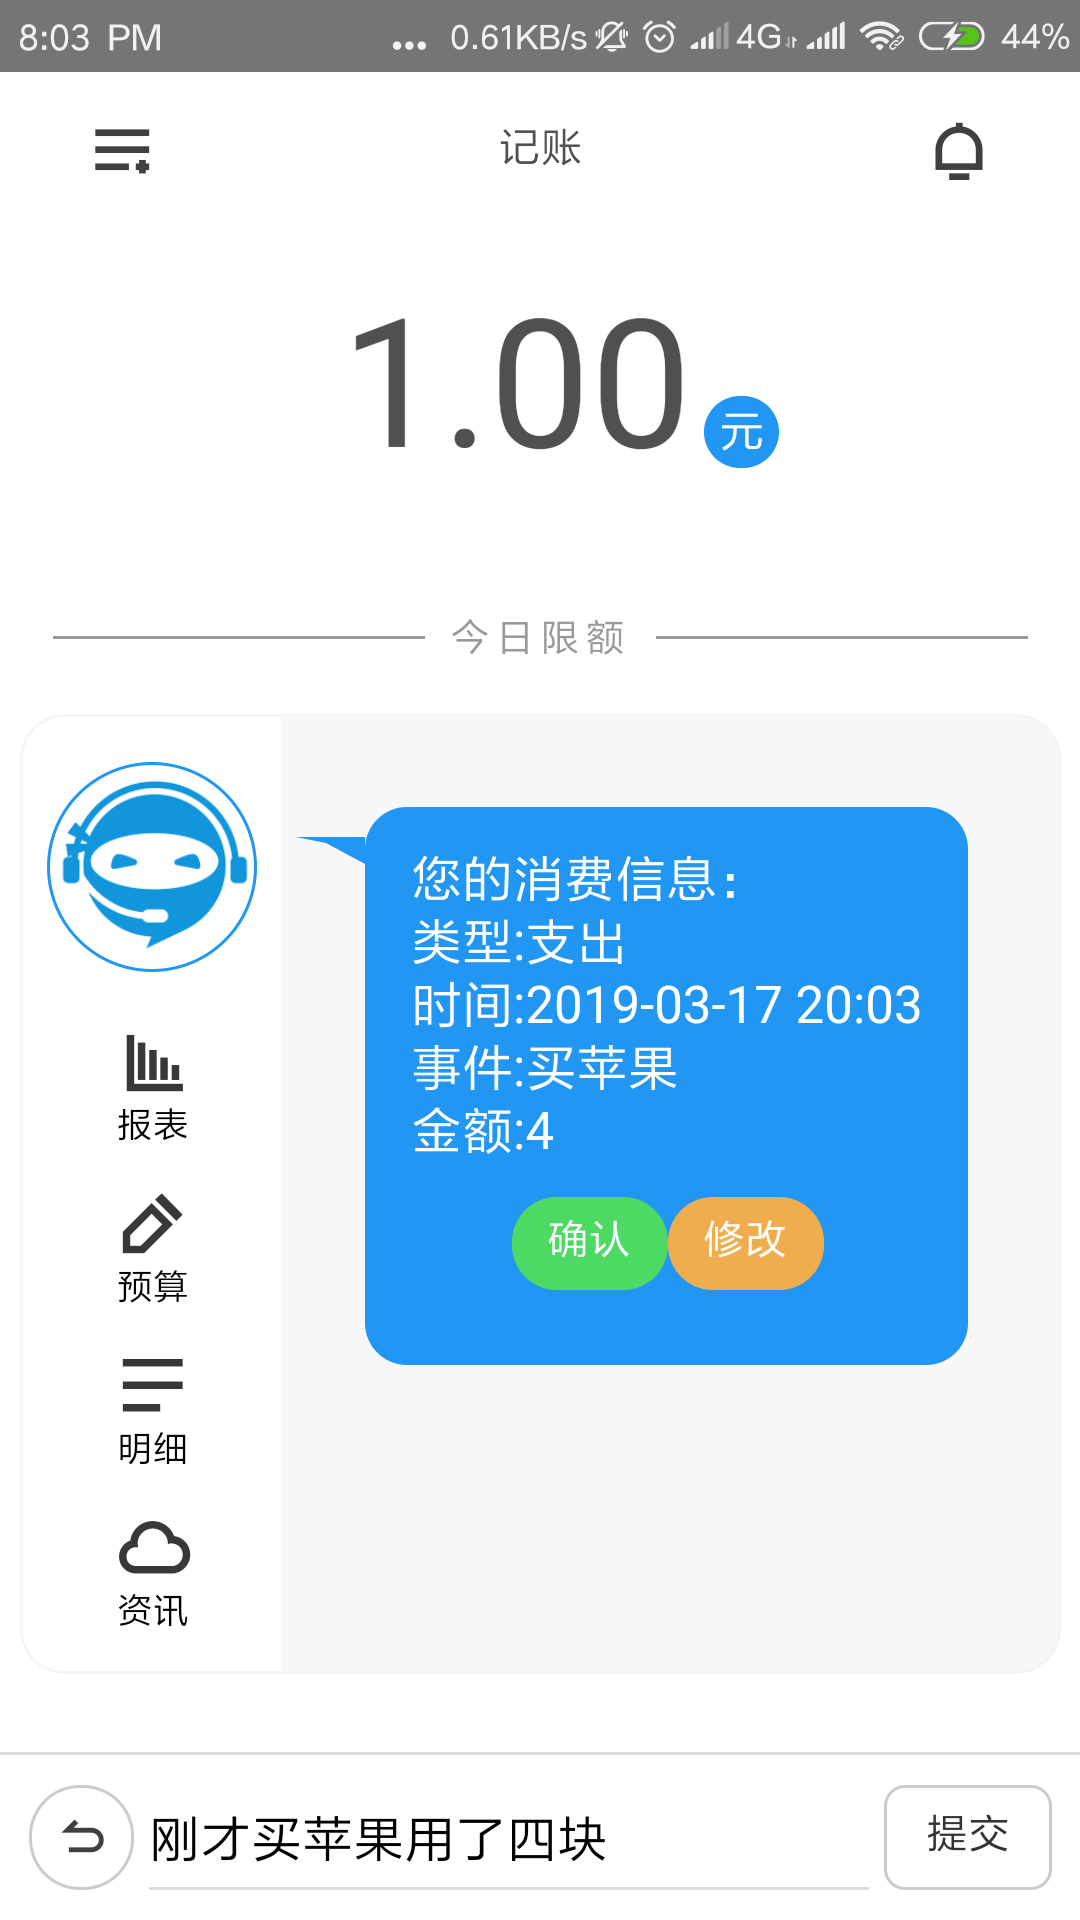 8:03 PM
... 0.61KB/s 4G 44%
记账
1.00
元
今日限额
您的消费信息:
类型:支出
时间:2019-03-17 20:03
事件:买苹果
金额:4
确认 修改
报表
预算
明细
资讯
刚才买苹果用了四块
提交